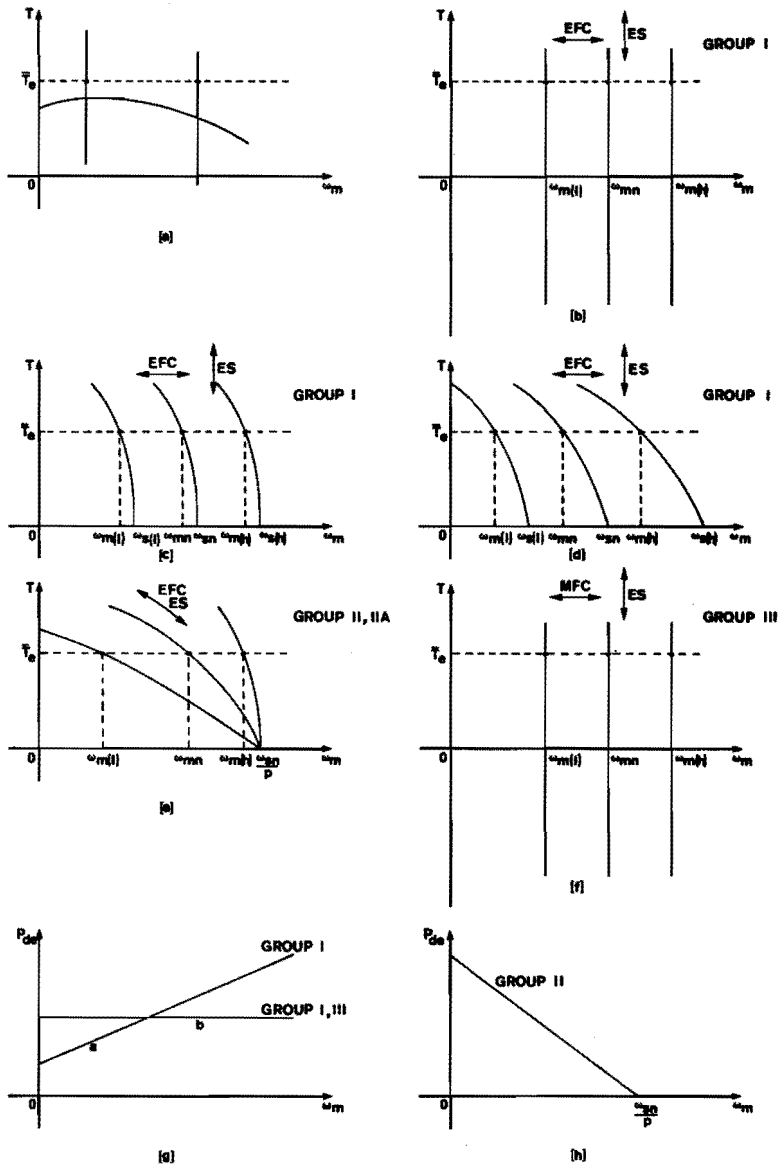 T
T̄e
0
ωm
[a]
T
EFC
ES
GROUP I
T̄e
0
ωm(l)
ωmn
ωm(h)
ωm
[b]
T
EFC
ES
GROUP I
T̄e
0
ωm(l)
ωs(l)
ωmn
ωsn
ωm(h)
ωs(h)
ωm
[c]
T
EFC
ES
GROUP I
T̄e
0
ωm(l)
ωs(l)
ωmn
ωsn
ωm(h)
ωs(h)
ωm
[d]
T
EFC
ES
GROUP II, IIA
T̄e
0
ωm(l)
ωmn
ωm(h)
ωsn
p
ωm
[e]
T
MFC
ES
GROUP III
T̄e
0
ωm(l)
ωmn
ωm(h)
ωm
[f]
Pde
GROUP I
GROUP I, III
a
b
0
ωm
[g]
Pde
GROUP II
0
ωsn
p
ωm
[h]